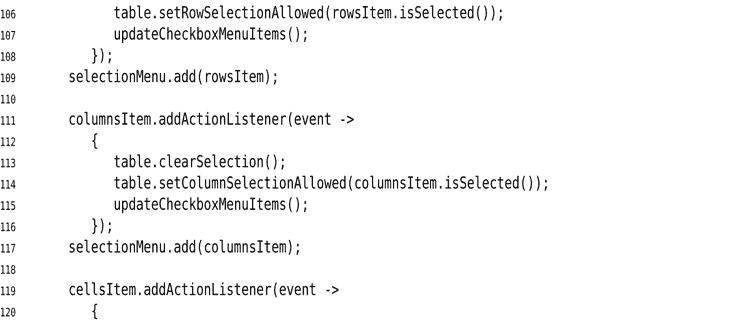 106            table.setRowSelectionAllowed(rowsItem.isSelected());
107            updateCheckboxMenuItems();
108         });
109      selectionMenu.add(rowsItem);
110
111      columnsItem.addActionListener(event ->
112         {
113            table.clearSelection();
114            table.setColumnSelectionAllowed(columnsItem.isSelected());
115            updateCheckboxMenuItems();
116         });
117      selectionMenu.add(columnsItem);
118
119      cellsItem.addActionListener(event ->
120         {